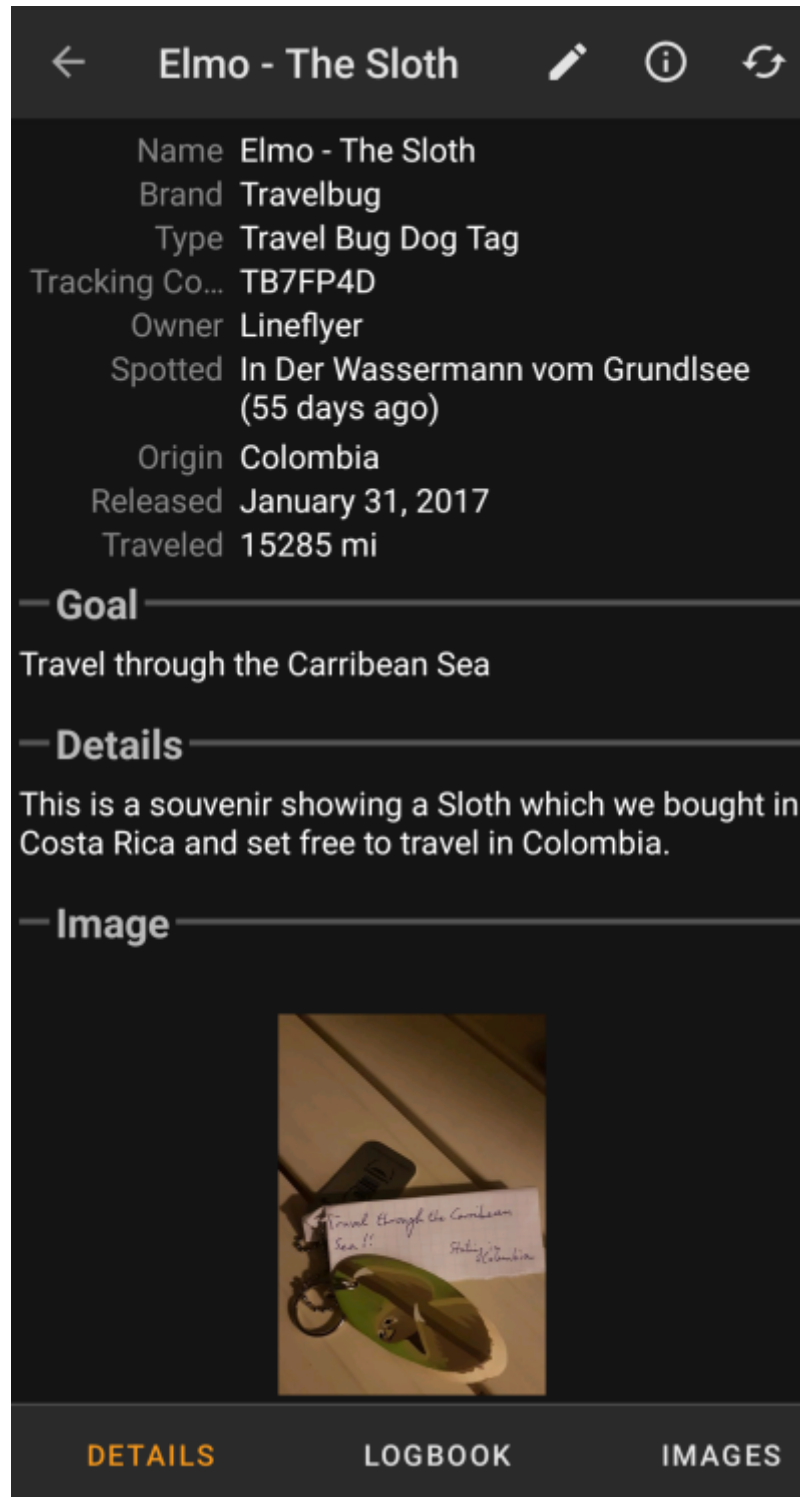 Elmo - The Sloth
Name Elmo - The Sloth
Brand Travelbug
Type Travel Bug Dog Tag
Tracking Co... TB7FP4D
Owner Lineflyer
Spotted In Der Wassermann vom Grundlsee
(55 days ago)
Origin Colombia
Released January 31, 2017
Traveled 15285 mi
Goal
Travel through the Carribean Sea
Details
This is a souvenir showing a Sloth which we bought in
Costa Rica and set free to travel in Colombia.
Image
Travel through the Carribean
Sea!!
DETAILS LOGBOOK IMAGES